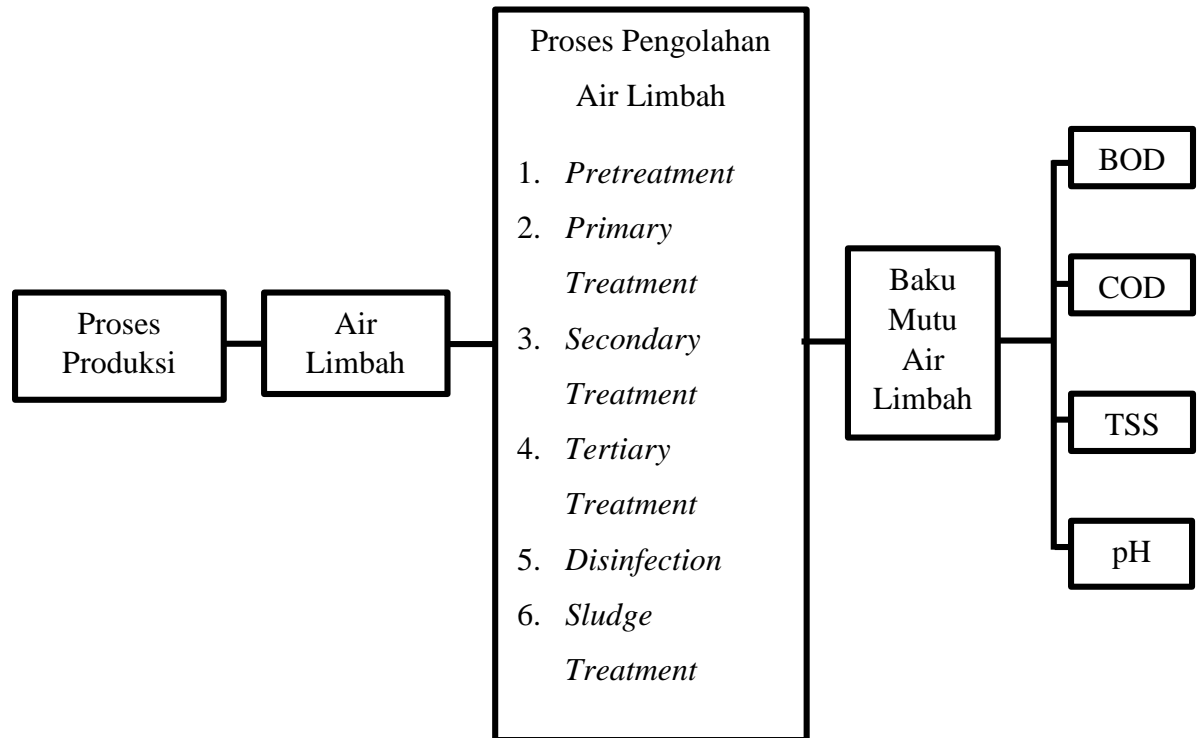 Proses
Produksi
Air
Limbah
Proses Pengolahan
Air Limbah
1. Pretreatment
2. Primary
Treatment
3. Secondary
Treatment
4. Tertiary
Treatment
5. Disinfection
6. Sludge
Treatment
Baku
Mutu
Air
Limbah
BOD
COD
TSS
pH